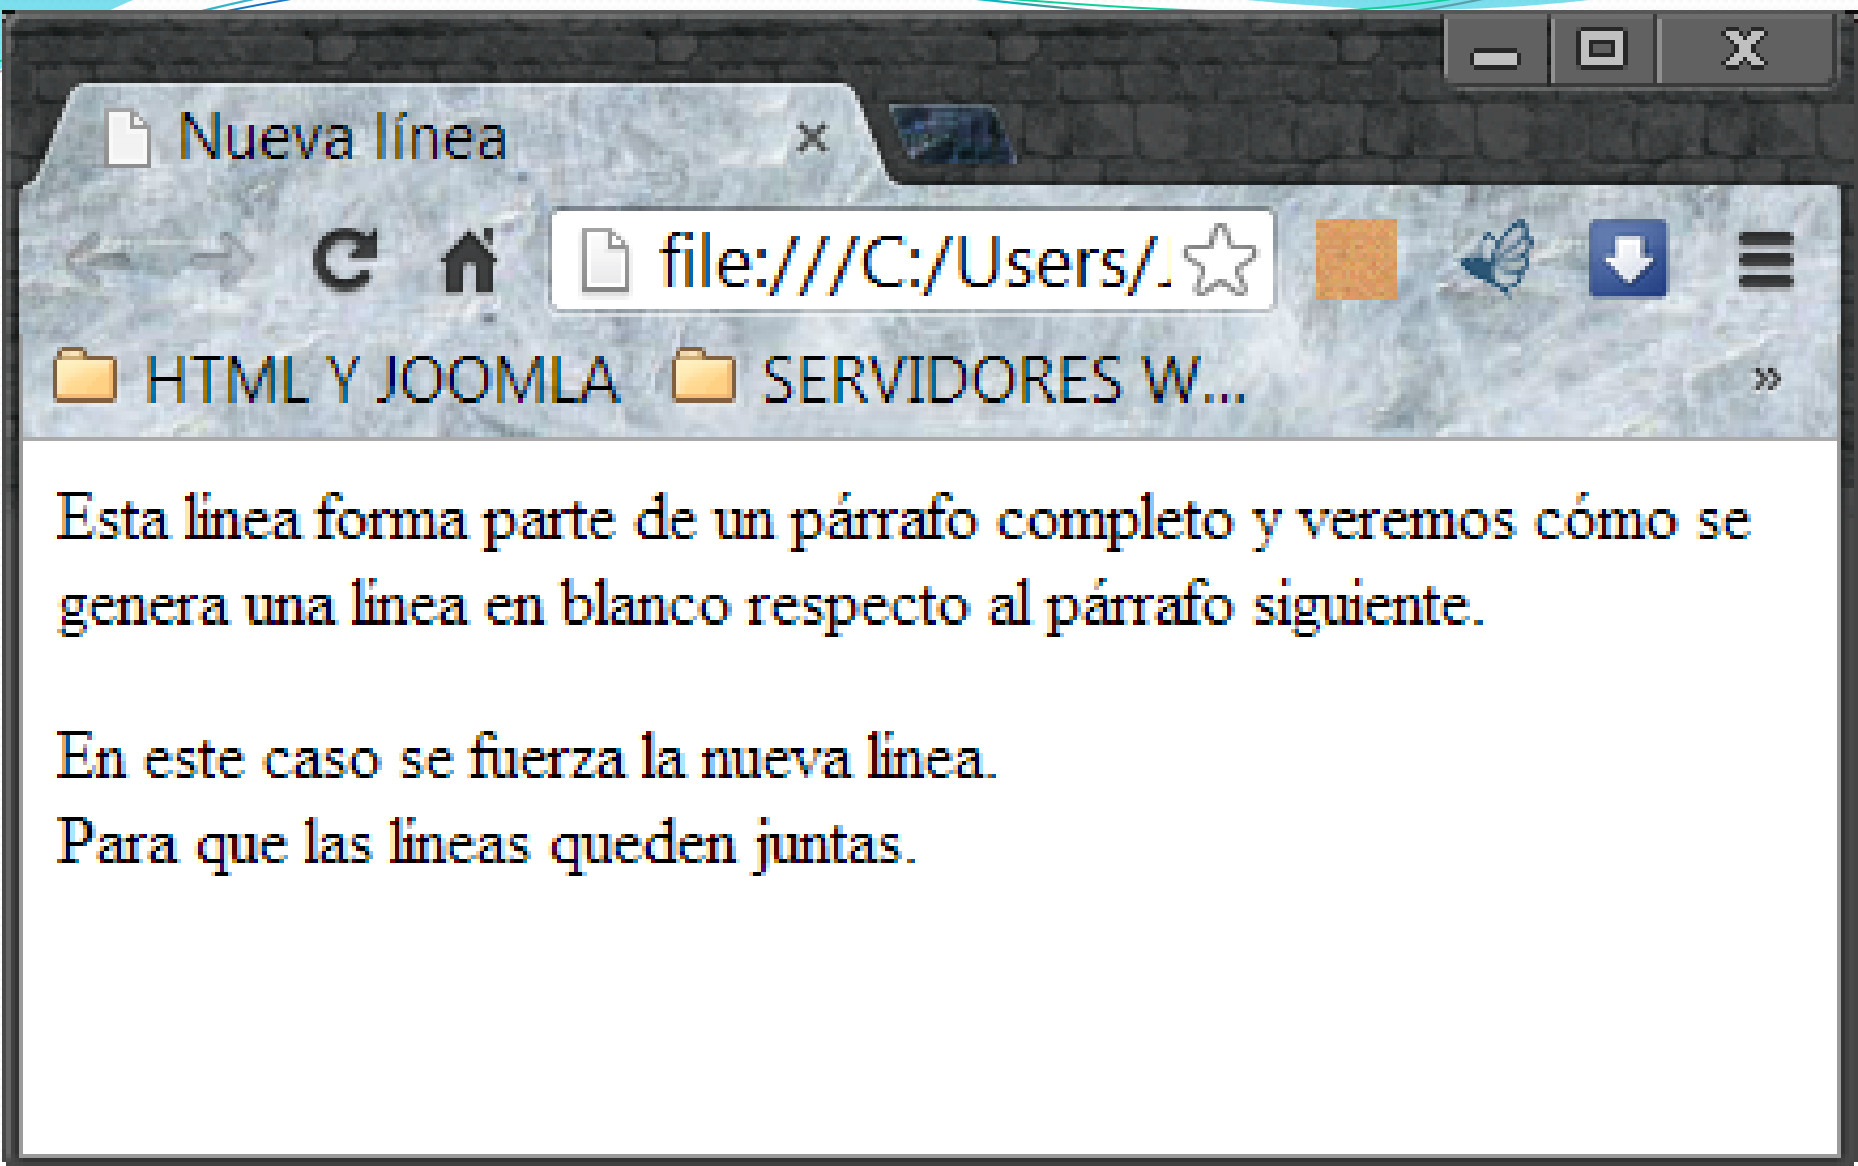 Nueva línea
file:///C:/Users/J
HTML Y JOOMLA
SERVIDORES W...
Esta línea forma parte de un párrafo completo y veremos cómo se
genera una línea en blanco respecto al párrafo siguiente.
En este caso se fuerza la nueva línea.
Para que las líneas queden juntas.